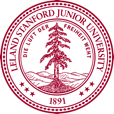 LELAND STANFORD JUNIOR UNIVERSITY
DIE LUFT DER FREIHEIT WEHT
1891